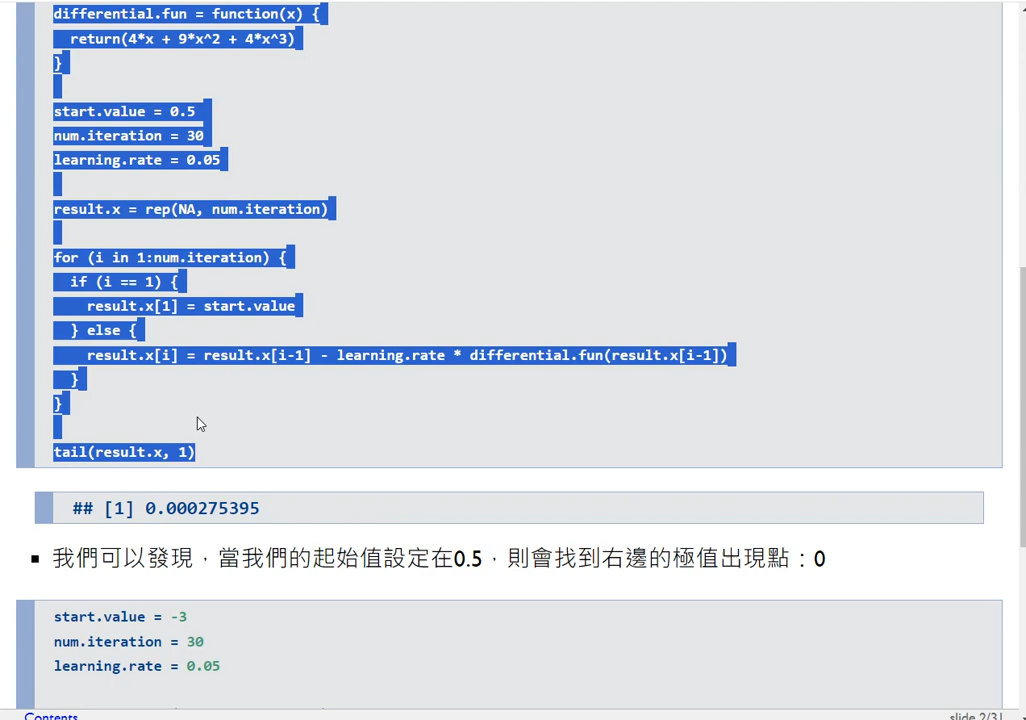 differential.fun = function(x) {
  return(4*x + 9*x^2 + 4*x^3)
}
start.value = 0.5
num.iteration = 30
learning.rate = 0.05
result.x = rep(NA, num.iteration)
for (i in 1:num.iteration) {
  if (i == 1) {
    result.x[1] = start.value
  } else {
    result.x[i] = result.x[i-1] - learning.rate * differential.fun(result.x[i-1])
  }
}
tail(result.x, 1)
## [1] 0.000275395
▪ 我們可以發現，當我們的起始值設定在0.5，則會找到右邊的極值出現點：0
start.value = -3
num.iteration = 30
learning.rate = 0.05
Contents
slide 2/31